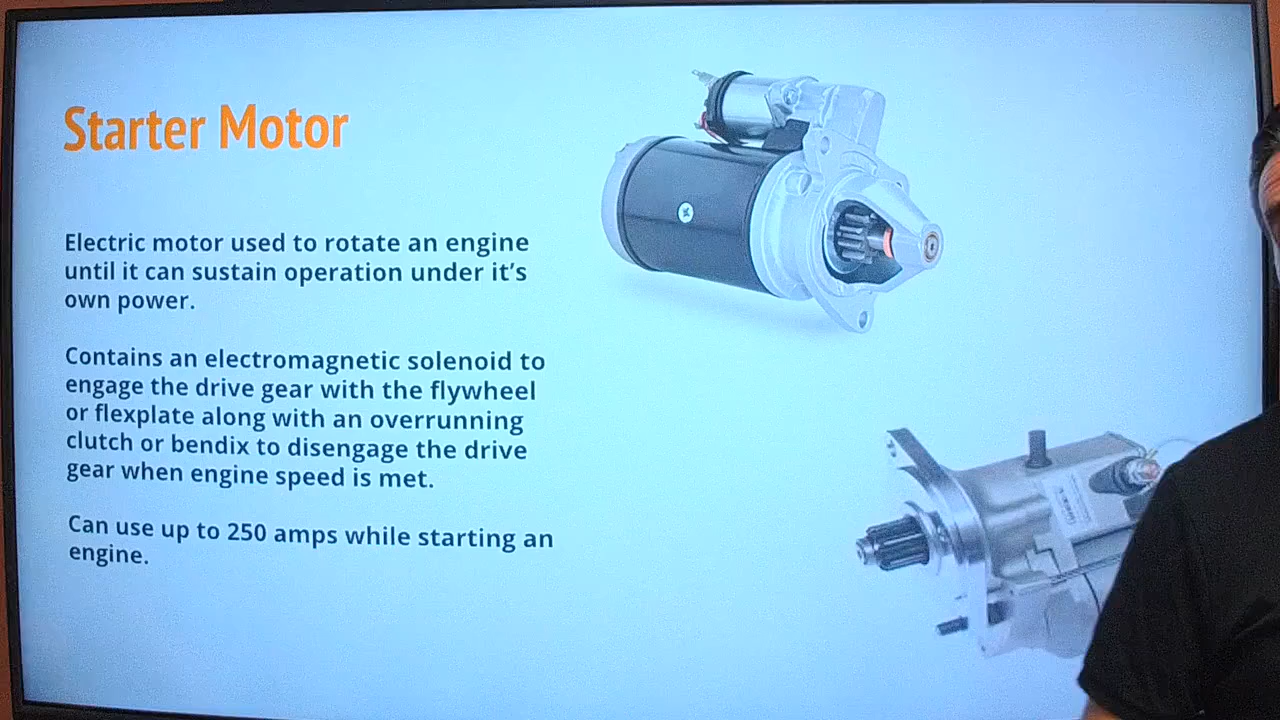 Starter Motor
Electric motor used to rotate an engine
until it can sustain operation under it's
own power.
Contains an electromagnetic solenoid to
engage the drive gear with the flywheel
or flexplate along with an overrunning
clutch or bendix to disengage the drive
gear when engine speed is met.
Can use up to 250 amps while starting an
engine.